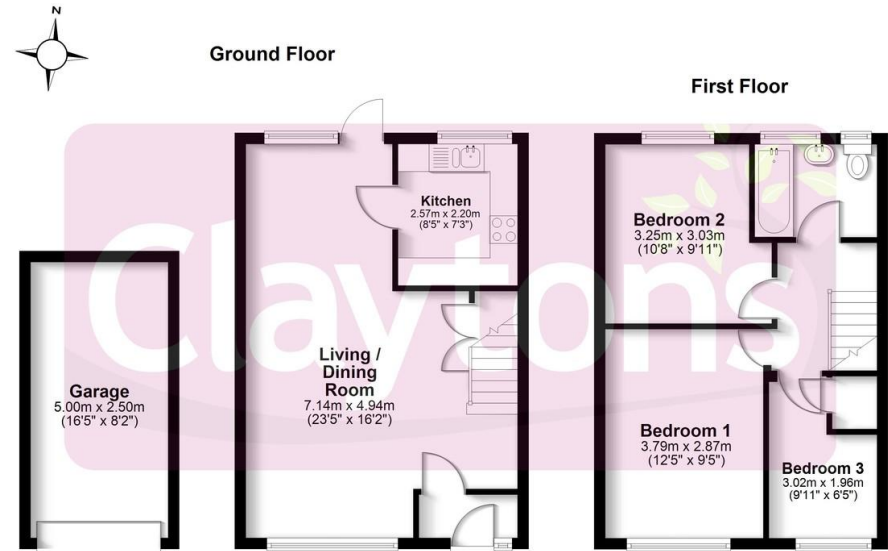 N
Ground Floor
First Floor
Kitchen
2.57m x 2.20m
(8'5" x 7'3")
Bedroom 2
3.25m x 3.03m
(10'8" x 9'11")
Claytons
Living /
Dining
Room
7.14m x 4.94m
(23'5" x 16'2")
Garage
5.00m x 2.50m
(16'5" x 8'2")
Bedroom 1
3.79m x 2.87m
(12'5" x 9'5")
Bedroom 3
3.02m x 1.96m
(9'11" x 6'5")